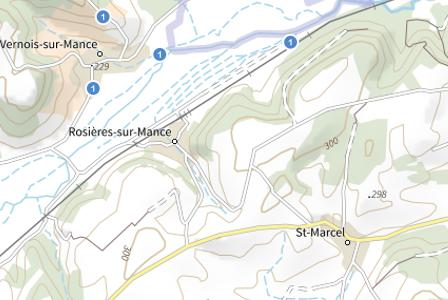 1
Vernois-sur-Mance
1
1
229
1
Rosières-sur-Mance
300
298
St-Marcel
300